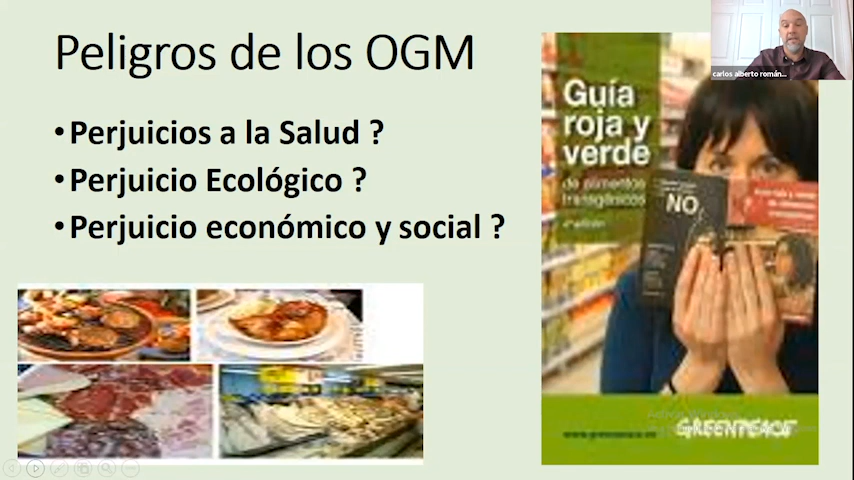 Peligros de los OGM
• Perjuicios a la Salud ?
• Perjuicio Ecológico ?
• Perjuicio económico y social ?
Guía
roja y
verde
de alimentos
transgénicos
NO
GREENPEACE
carlos alberto román...